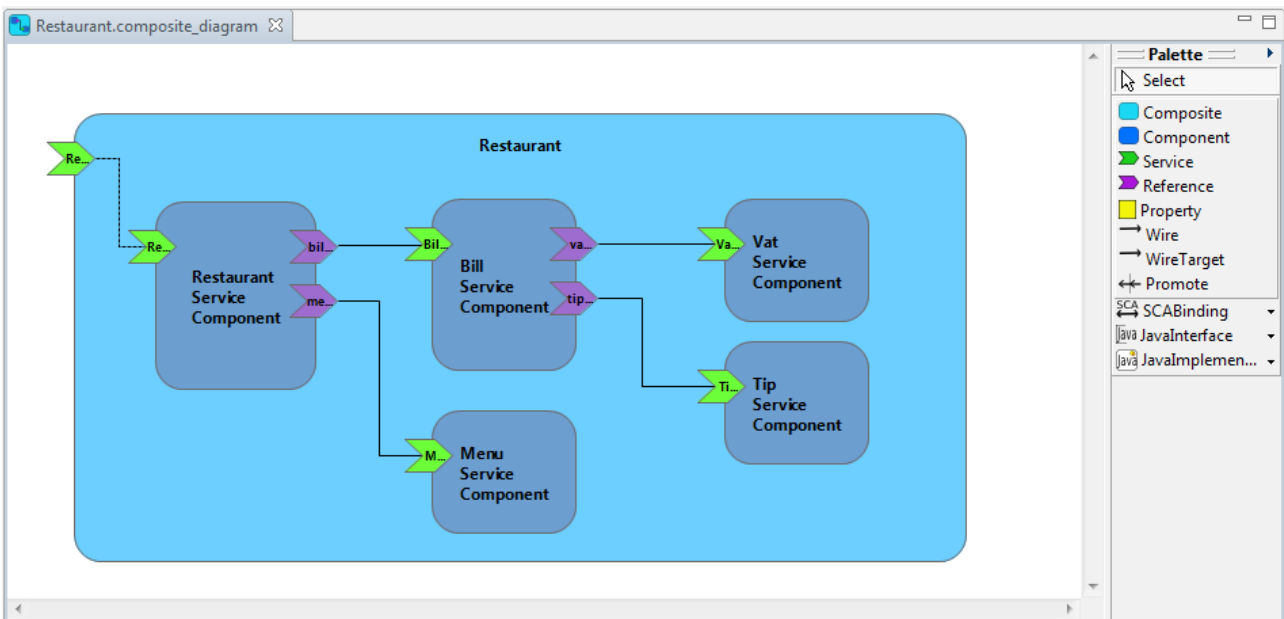 Restaurant.composite_diagram
Palette
Select
Composite
Component
Service
Reference
Property
Wire
WireTarget
Promote
SCA SCABinding
Java JavaInterface
Java JavaImplemen...
Restaurant
Re...
Re...
bil...
me...
Restaurant
Service
Component
Bil...
va...
tip...
Bill
Service
Component
Va...
Vat
Service
Component
Ti...
Tip
Service
Component
M...
Menu
Service
Component